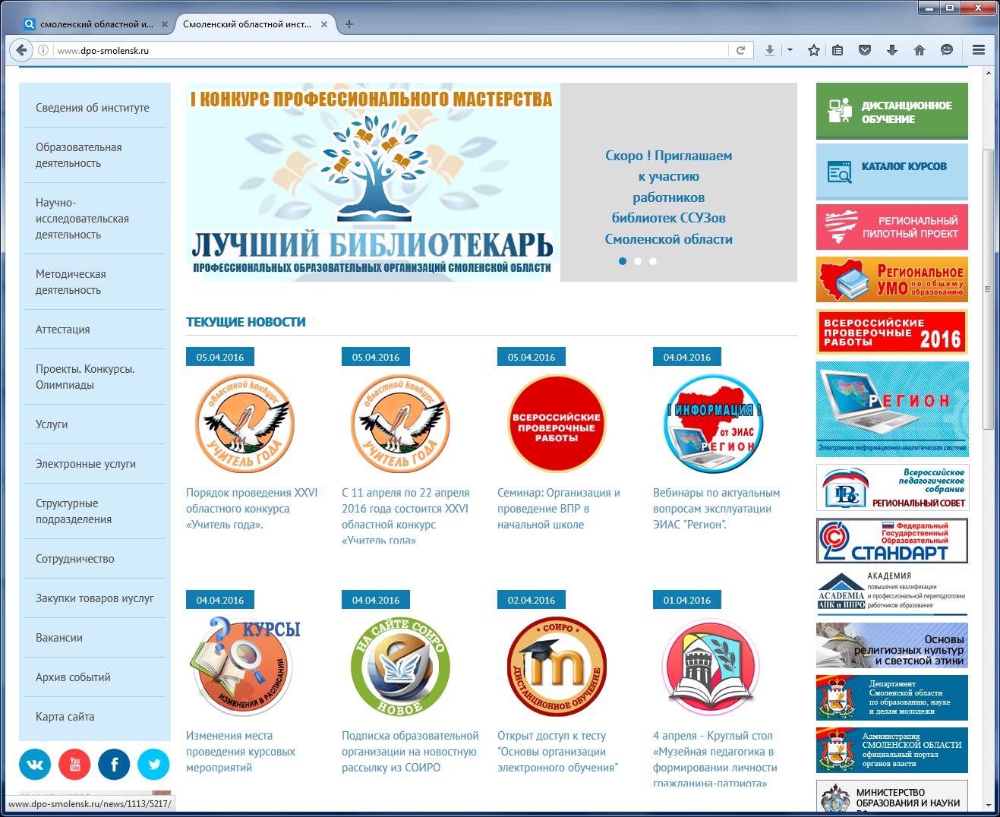 смоленский областной и...
Смоленский областной инст...
www.dpo-smolensk.ru
Сведения об институте
Образовательная
деятельность
Научно-
исследовательская
деятельность
Методическая
деятельность
Аттестация
Проекты. Конкурсы.
Олимпиады
Услуги
Электронные услуги
Структурные
подразделения
Сотрудничество
Закупки товаров иуслуг
Вакансии
Архив событий
Карта сайта
You
Tube
www.dpo-smolensk.ru/news/1113/5217/
I КОНКУРС ПРОФЕССИОНАЛЬНОГО МАСТЕРСТВА
ЛУЧШИЙ БИБЛИОТЕКАРЬ
ПРОФЕССИОНАЛЬНЫХ ОБРАЗОВАТЕЛЬНЫХ ОРГАНИЗАЦИЙ СМОЛЕНСКОЙ ОБЛАСТИ
Скоро ! Приглашаем
к участию
работников
библиотек ССУЗов
Смоленской области
ТЕКУЩИЕ НОВОСТИ
05.04.2016
областной конкурс
УЧИТЕЛЬ ГОДА
Порядок проведения XXVI
областного конкурса
«Учитель года».
05.04.2016
областной конкурс
УЧИТЕЛЬ ГОДА
С 11 апреля по 22 апреля
2016 года состоится XXVI
областной конкурс
«Учитель года»
05.04.2016
ВСЕРОССИЙСКИЕ
ПРОВЕРОЧНЫЕ
РАБОТЫ
Семинар: Организация и
проведение ВПР в
начальной школе
04.04.2016
! ИНФОРМАЦИЯ !
от ЭИАС
РЕГИОН
Вебинары по актуальным
вопросам эксплуатации
ЭИАС "Регион".
04.04.2016
КУРСЫ
ИЗМЕНЕНИЯ В РАСПИСАНИИ
Изменения места
проведения курсовых
мероприятий
04.04.2016
НА САЙТЕ СОИРО
НОВОЕ
Подписка образовательной
организации на новостную
рассылку из СОИРО
02.04.2016
* СОИРО *
m
ДИСТАНЦИОННОЕ ОБУЧЕНИЕ
Открыт доступ к тесту
"Основы организации
электронного обучения"
01.04.2016
4 апреля - Круглый стол
«Музейная педагогика в
формировании личности
гражданина-патриота»
ДИСТАНЦИОННОЕ
ОБУЧЕНИЕ
КАТАЛОГ КУРСОВ
РЕГИОНАЛЬНЫЙ
ПИЛОТНЫЙ ПРОЕКТ
РЕГИОНАЛЬНОЕ
УМО по общему
образованию
ВСЕРОССИЙСКИЕ
ПРОВЕРОЧНЫЕ
РАБОТЫ 2016
РЕГИОН
Электронная информационно-аналитическая система
Всероссийское
педагогическое
собрание
РЕГИОНАЛЬНЫЙ СОВЕТ
Федеральный
Государственный
Образовательный
СТАНДАРТ
АКАДЕМИЯ
повышения квалификации
и профессиональной переподготовки
работников образования
ACADEMIA
АПК и ППРО
Основы
религиозных культур
и светской этики
Департамент
Смоленской области
по образованию, науке
и делам молодежи
Администрация
СМОЛЕНСКОЙ ОБЛАСТИ
официальный портал
органов власти
МИНИСТЕРСТВО
ОБРАЗОВАНИЯ И НАУКИ